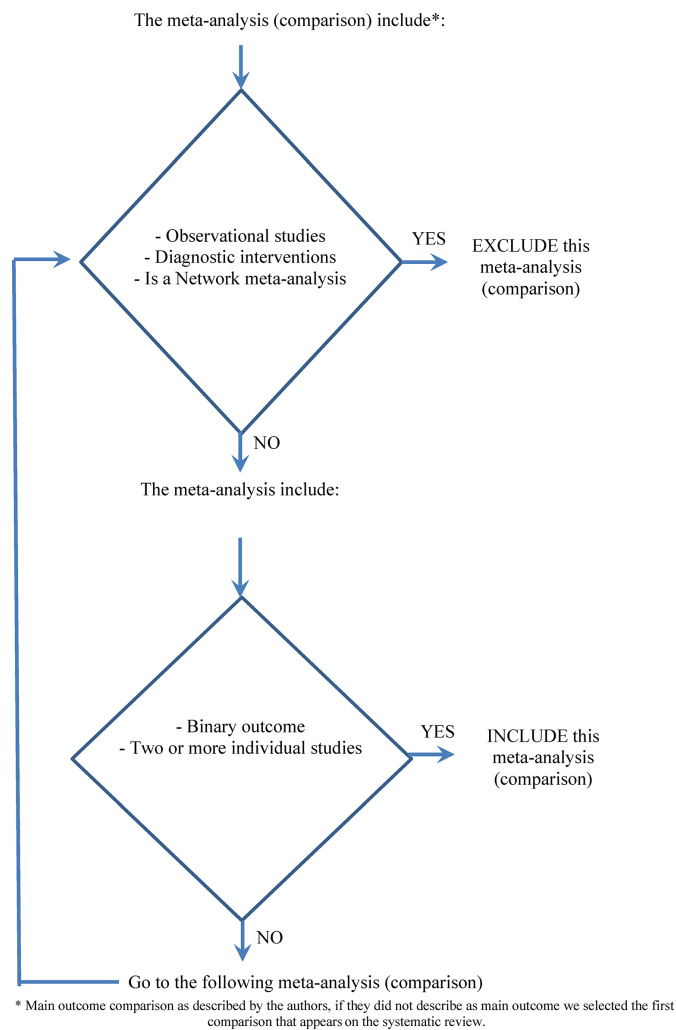 The meta-analysis (comparison) include*:
- Observational studies
- Diagnostic interventions
- Is a Network meta-analysis
YES
EXCLUDE this
meta-analysis
(comparison)
NO
The meta-analysis include:
- Binary outcome
- Two or more individual studies
YES
INCLUDE this
meta-analysis
(comparison)
NO
Go to the following meta-analysis (comparison)
* Main outcome comparison as described by the authors, if they did not describe as main outcome we selected the first
comparison that appears on the systematic review.